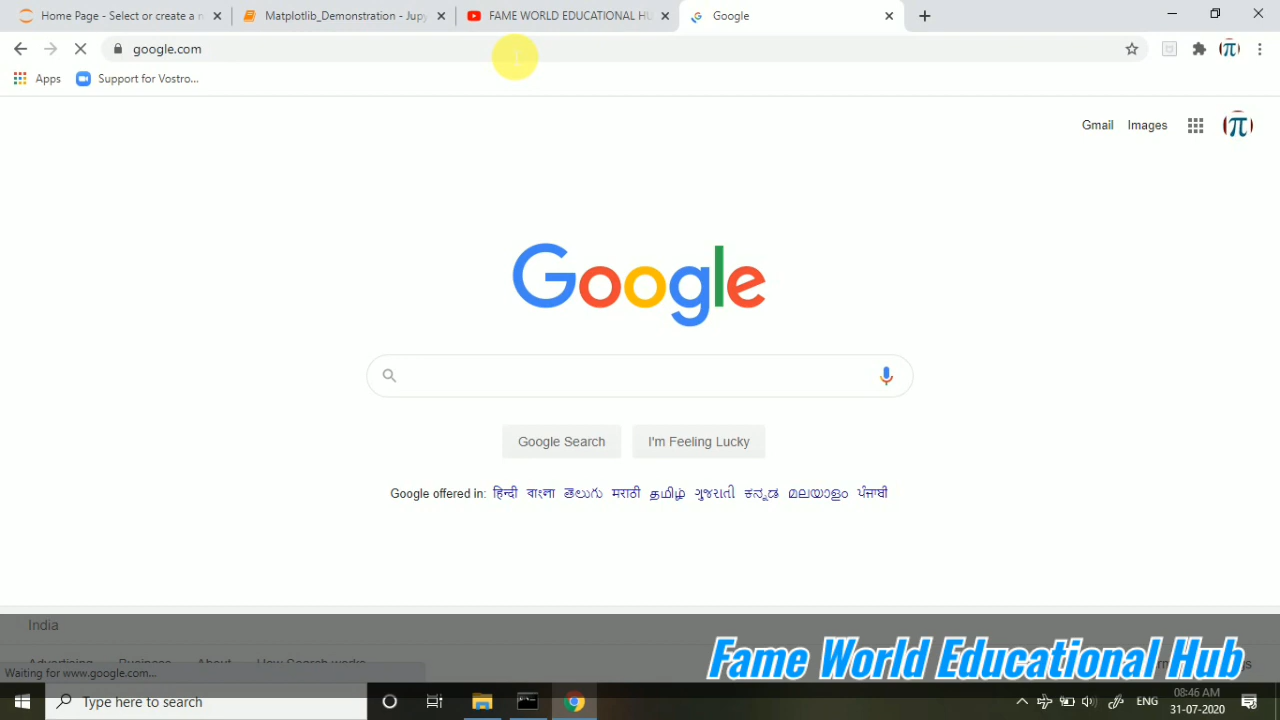 Home Page - Select or create a n
Matplotlib_Demonstration - Jupy
FAME WORLD EDUCATIONAL HU
Google
google.com
Apps
Support for Vostro...
(π)
Gmail
Images
(π)
Google
Google Search
I'm Feeling Lucky
Google offered in: हिन्दी বাংলা తెలుగు मराठी தமிழ் ગુજરાતી ಕನ್ನಡ മലയാളം ਪੰਜਾਬੀ
India
Advertising Business About How Search works
Waiting for www.google.com...
Fame World Educational Hub
Type here to search
ENG
08:46 AM
31-07-2020